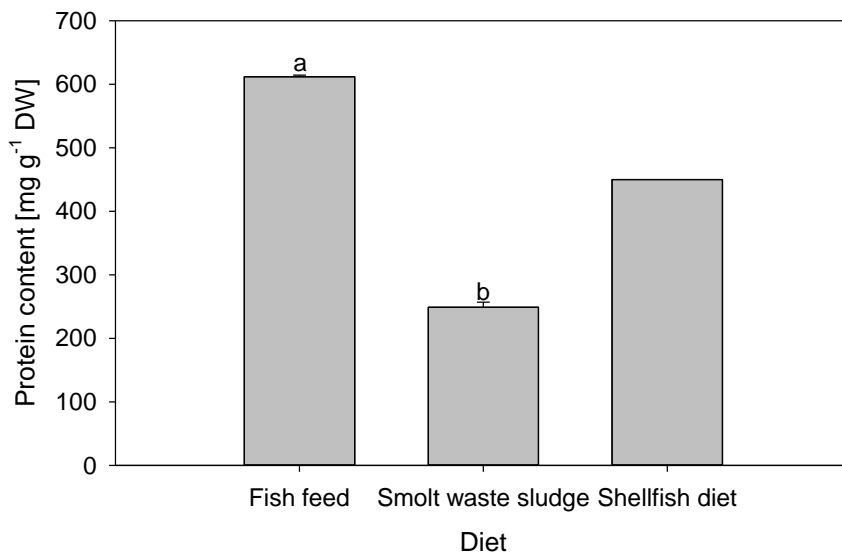 Protein content [mg g⁻¹ DW]
700
600
500
400
300
200
100
0
a
b
Fish feed
Smolt waste sludge
Shellfish diet
Diet